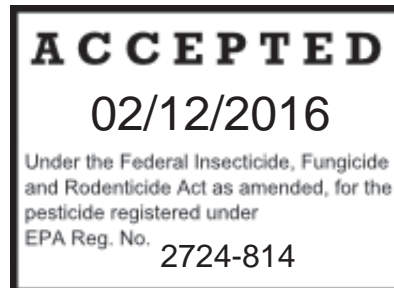 ACCEPTED
02/12/2016
Under the Federal Insecticide, Fungicide
and Rodenticide Act as amended, for the
pesticide registered under
EPA Reg. No. 2724-814